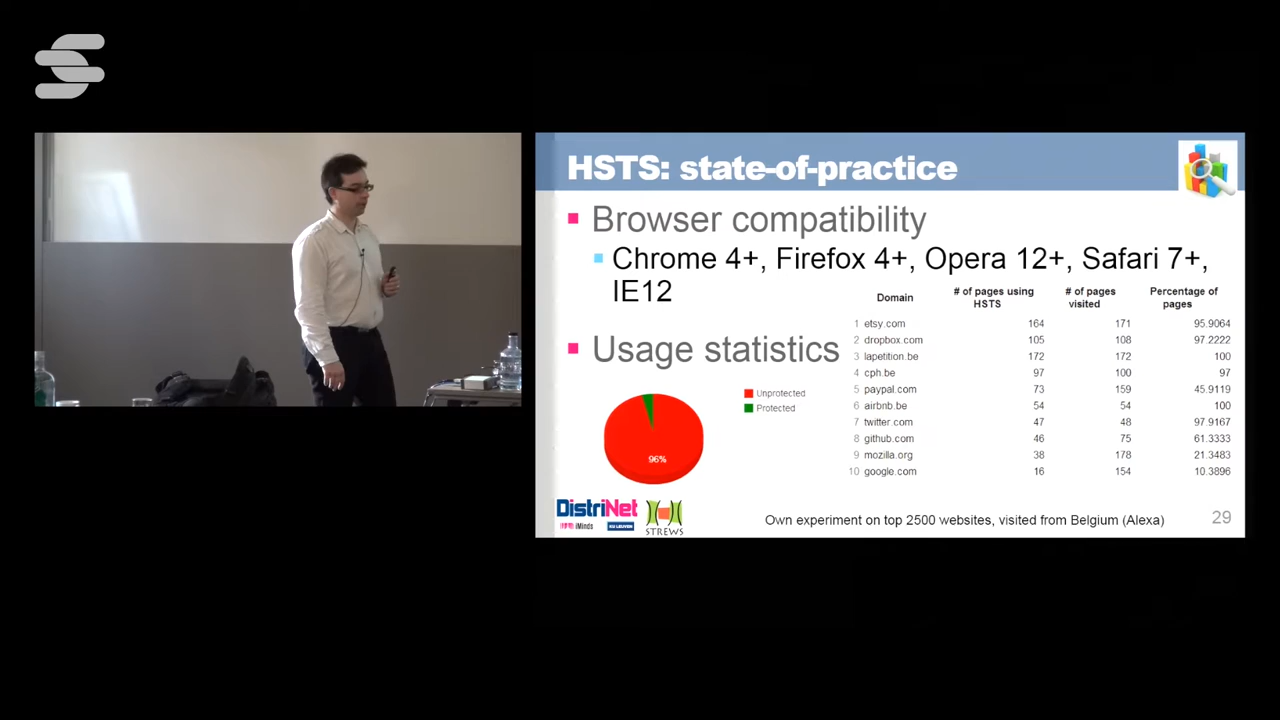 HSTS: state-of-practice
Browser compatibility
Chrome 4+, Firefox 4+, Opera 12+, Safari 7+,
IE12
Usage statistics
Domain # of pages using HSTS # of pages visited Percentage of pages
1 etsy.com 164 171 95.9064
2 dropbox.com 105 108 97.2222
3 lapetition.be 172 172 100
4 cph.be 97 100 97
5 paypal.com 73 159 45.9119
6 airbnb.be 54 54 100
7 twitter.com 47 48 97.9167
8 github.com 46 75 61.3333
9 mozilla.org 38 178 21.3483
10 google.com 16 154 10.3896
Unprotected
Protected
96%
DistriNet
iMinds KU LEUVEN
STREWS
Own experiment on top 2500 websites, visited from Belgium (Alexa)
29